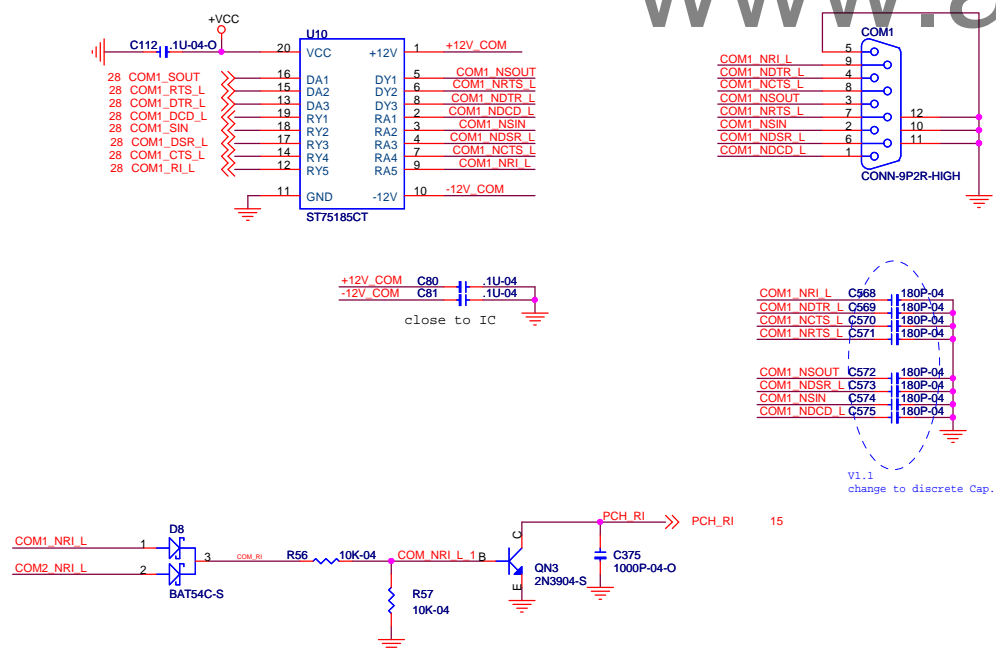 www.
+VCC
C112 .1U-04-O
U10
20 VCC +12V 1 +12V_COM
28 COM1_SOUT 16 DA1 DY1 5 COM1_NSOUT
28 COM1_RTS_L 15 DA2 DY2 6 COM1_NRTS_L
28 COM1_DTR_L 13 DA3 DY3 8 COM1_NDTR_L
28 COM1_DCD_L 19 RY1 RA1 2 COM1_NDCD_L
28 COM1_SIN 18 RY2 RA2 3 COM1_NSIN
28 COM1_DSR_L 17 RY3 RA3 4 COM1_NDSR_L
28 COM1_CTS_L 14 RY4 RA4 7 COM1_NCTS_L
28 COM1_RI_L 12 RY5 RA5 9 COM1_NRI_L
11 GND -12V 10 -12V_COM
ST75185CT
COM1
5
COM1_NRI_L 9
COM1_NDTR_L 4
COM1_NCTS_L 8
COM1_NSOUT 3
COM1_NRTS_L 7 12
COM1_NSIN 2 10
COM1_NDSR_L 6 11
COM1_NDCD_L 1
CONN-9P2R-HIGH
+12V_COM C80 .1U-04
-12V_COM C81 .1U-04
close to IC
COM1_NRI_L C568 180P-04
COM1_NDTR_L C569 180P-04
COM1_NCTS_L C570 180P-04
COM1_NRTS_L C571 180P-04
COM1_NSOUT C572 180P-04
COM1_NDSR_L C573 180P-04
COM1_NSIN C574 180P-04
COM1_NDCD_L C575 180P-04
V1.1
change to discrete Cap.
D8
COM1_NRI_L 1
COM2_NRI_L 2
3 COM_RI
BAT54C-S
R56 10K-04
COM_NRI_L_1 B
R57
10K-04
C
E
QN3
2N3904-S
PCH_RI PCH_RI 15
C375
1000P-04-O